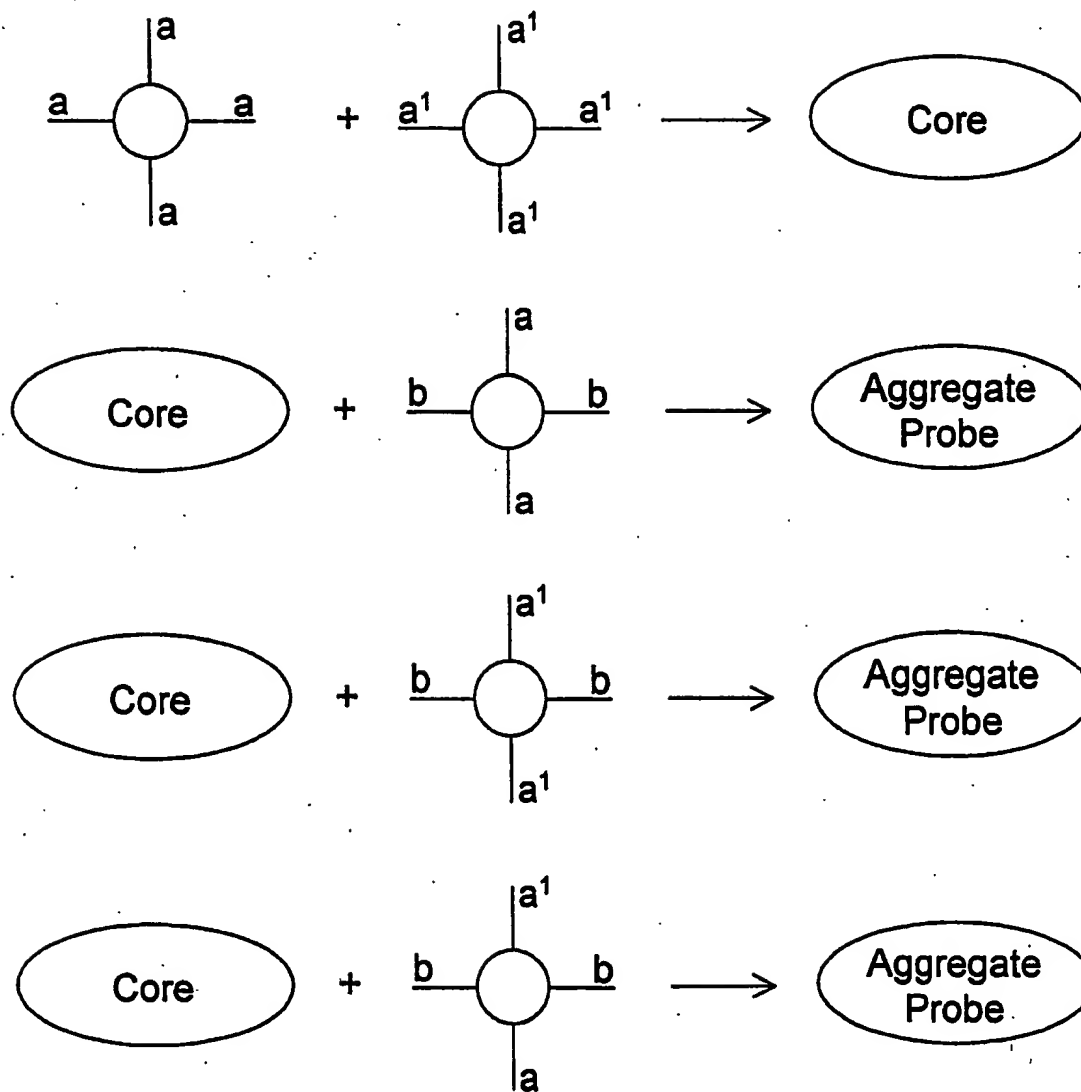 a a¹
a a + a¹ a¹ → Core
a a¹
a
Core + b b → Aggregate
Probe
a
a¹
Core + b b → Aggregate
Probe
a¹
a¹
Core + b b → Aggregate
Probe
a